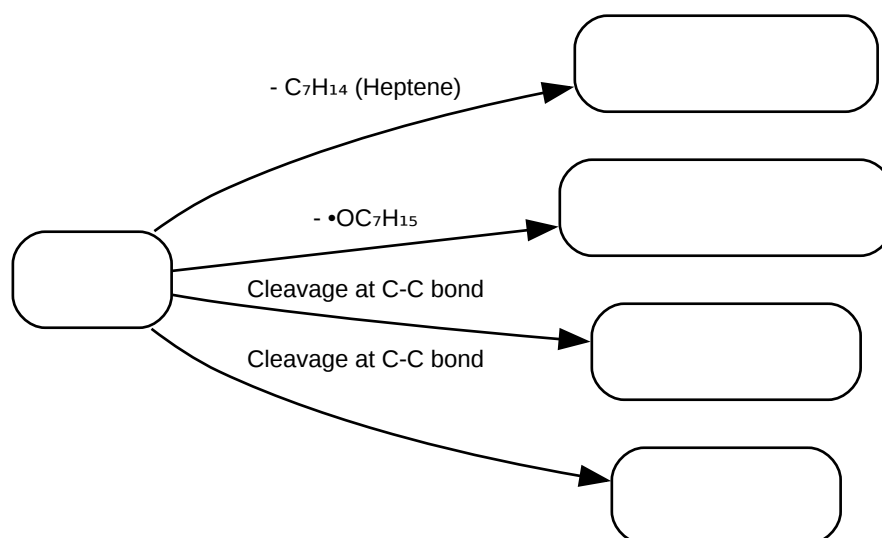 - C₇H₁₄ (Heptene)
- •OC₇H₁₅
Cleavage at C-C bond
Cleavage at C-C bond